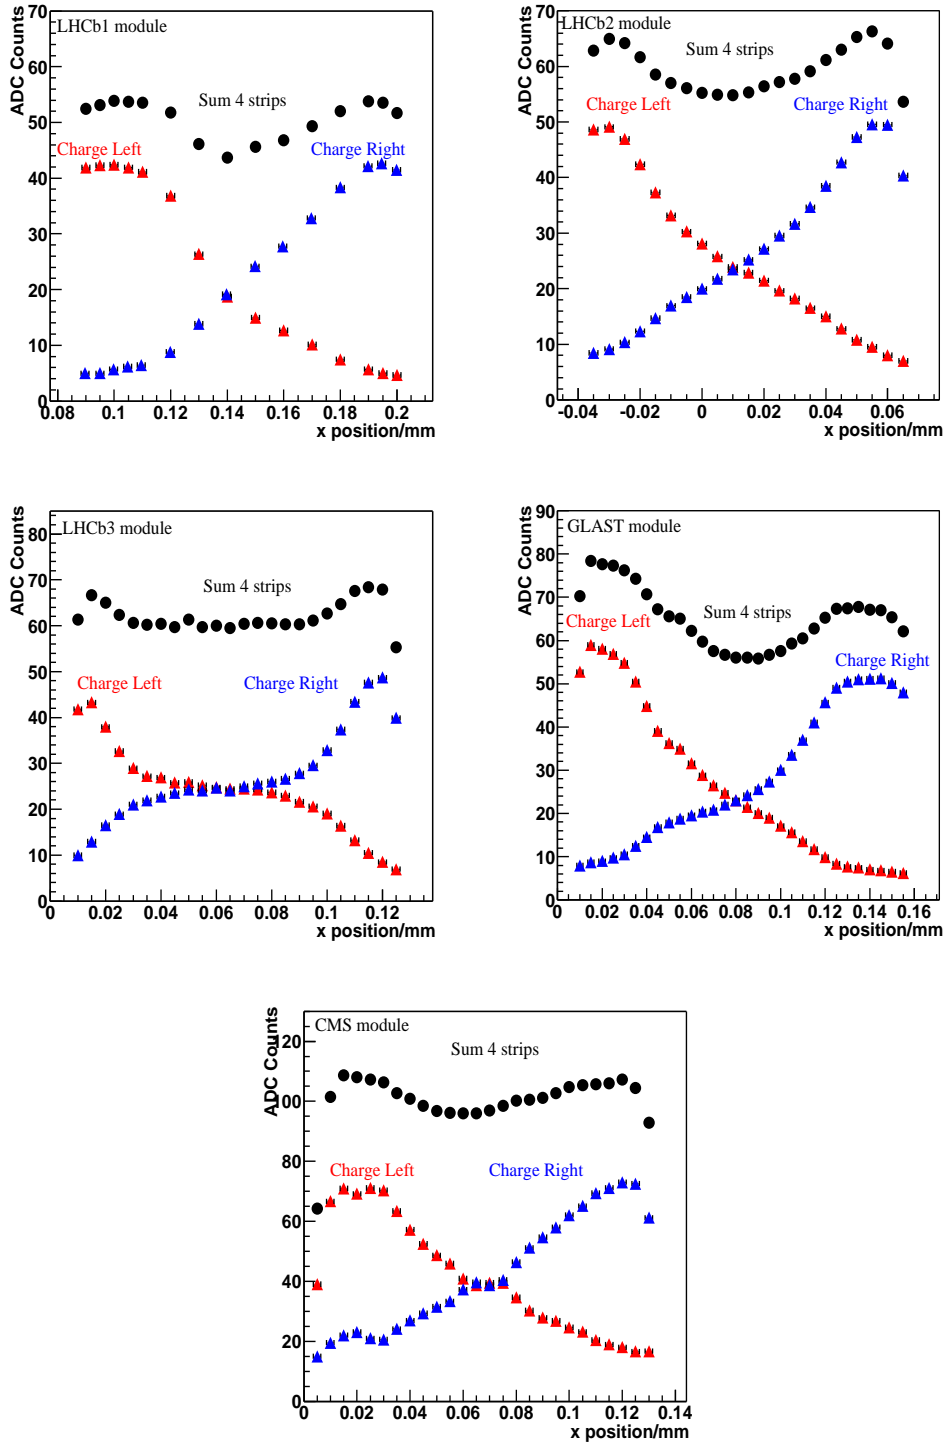 LHCb1 module
ADC Counts
Sum 4 strips
Charge Left
Charge Right
0
10
20
30
40
50
60
70
0.08
0.1
0.12
0.14
0.16
0.18
0.2
x position/mm
LHCb2 module
ADC Counts
Sum 4 strips
Charge Left
Charge Right
0
10
20
30
40
50
60
70
-0.04
-0.02
0
0.02
0.04
0.06
x position/mm
LHCb3 module
ADC Counts
Sum 4 strips
Charge Left
Charge Right
0
10
20
30
40
50
60
70
80
0
0.02
0.04
0.06
0.08
0.1
0.12
x position/mm
GLAST module
ADC Counts
Sum 4 strips
Charge Left
Charge Right
0
10
20
30
40
50
60
70
80
90
0
0.02
0.04
0.06
0.08
0.1
0.12
0.14
0.16
x position/mm
CMS module
ADC Counts
Sum 4 strips
Charge Left
Charge Right
0
20
40
60
80
100
120
0
0.02
0.04
0.06
0.08
0.1
0.12
0.14
x position/mm